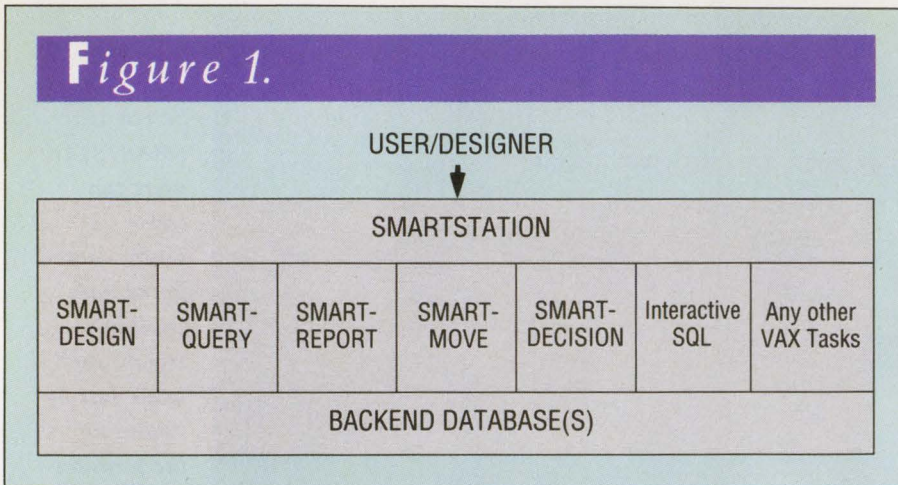 Figure 1.
USER/DESIGNER
SMARTSTATION
SMART-
DESIGN
SMART-
QUERY
SMART-
REPORT
SMART-
MOVE
SMART-
DECISION
Interactive
SQL
Any other
VAX Tasks
BACKEND DATABASE(S)